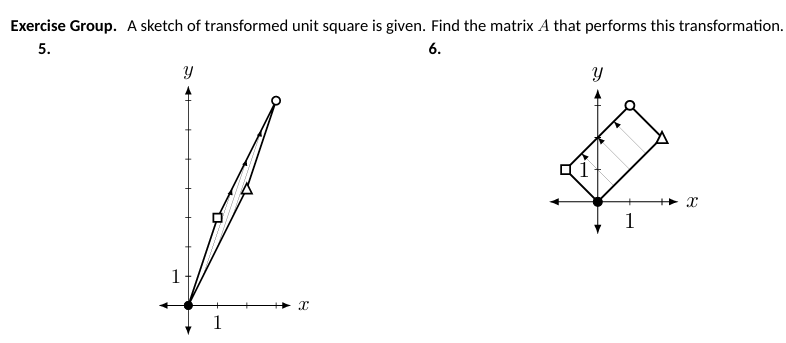 Exercise Group. A sketch of transformed unit square is given. Find the matrix A that performs this transformation.
5. 6.
y y
1
x
1
1
x
1